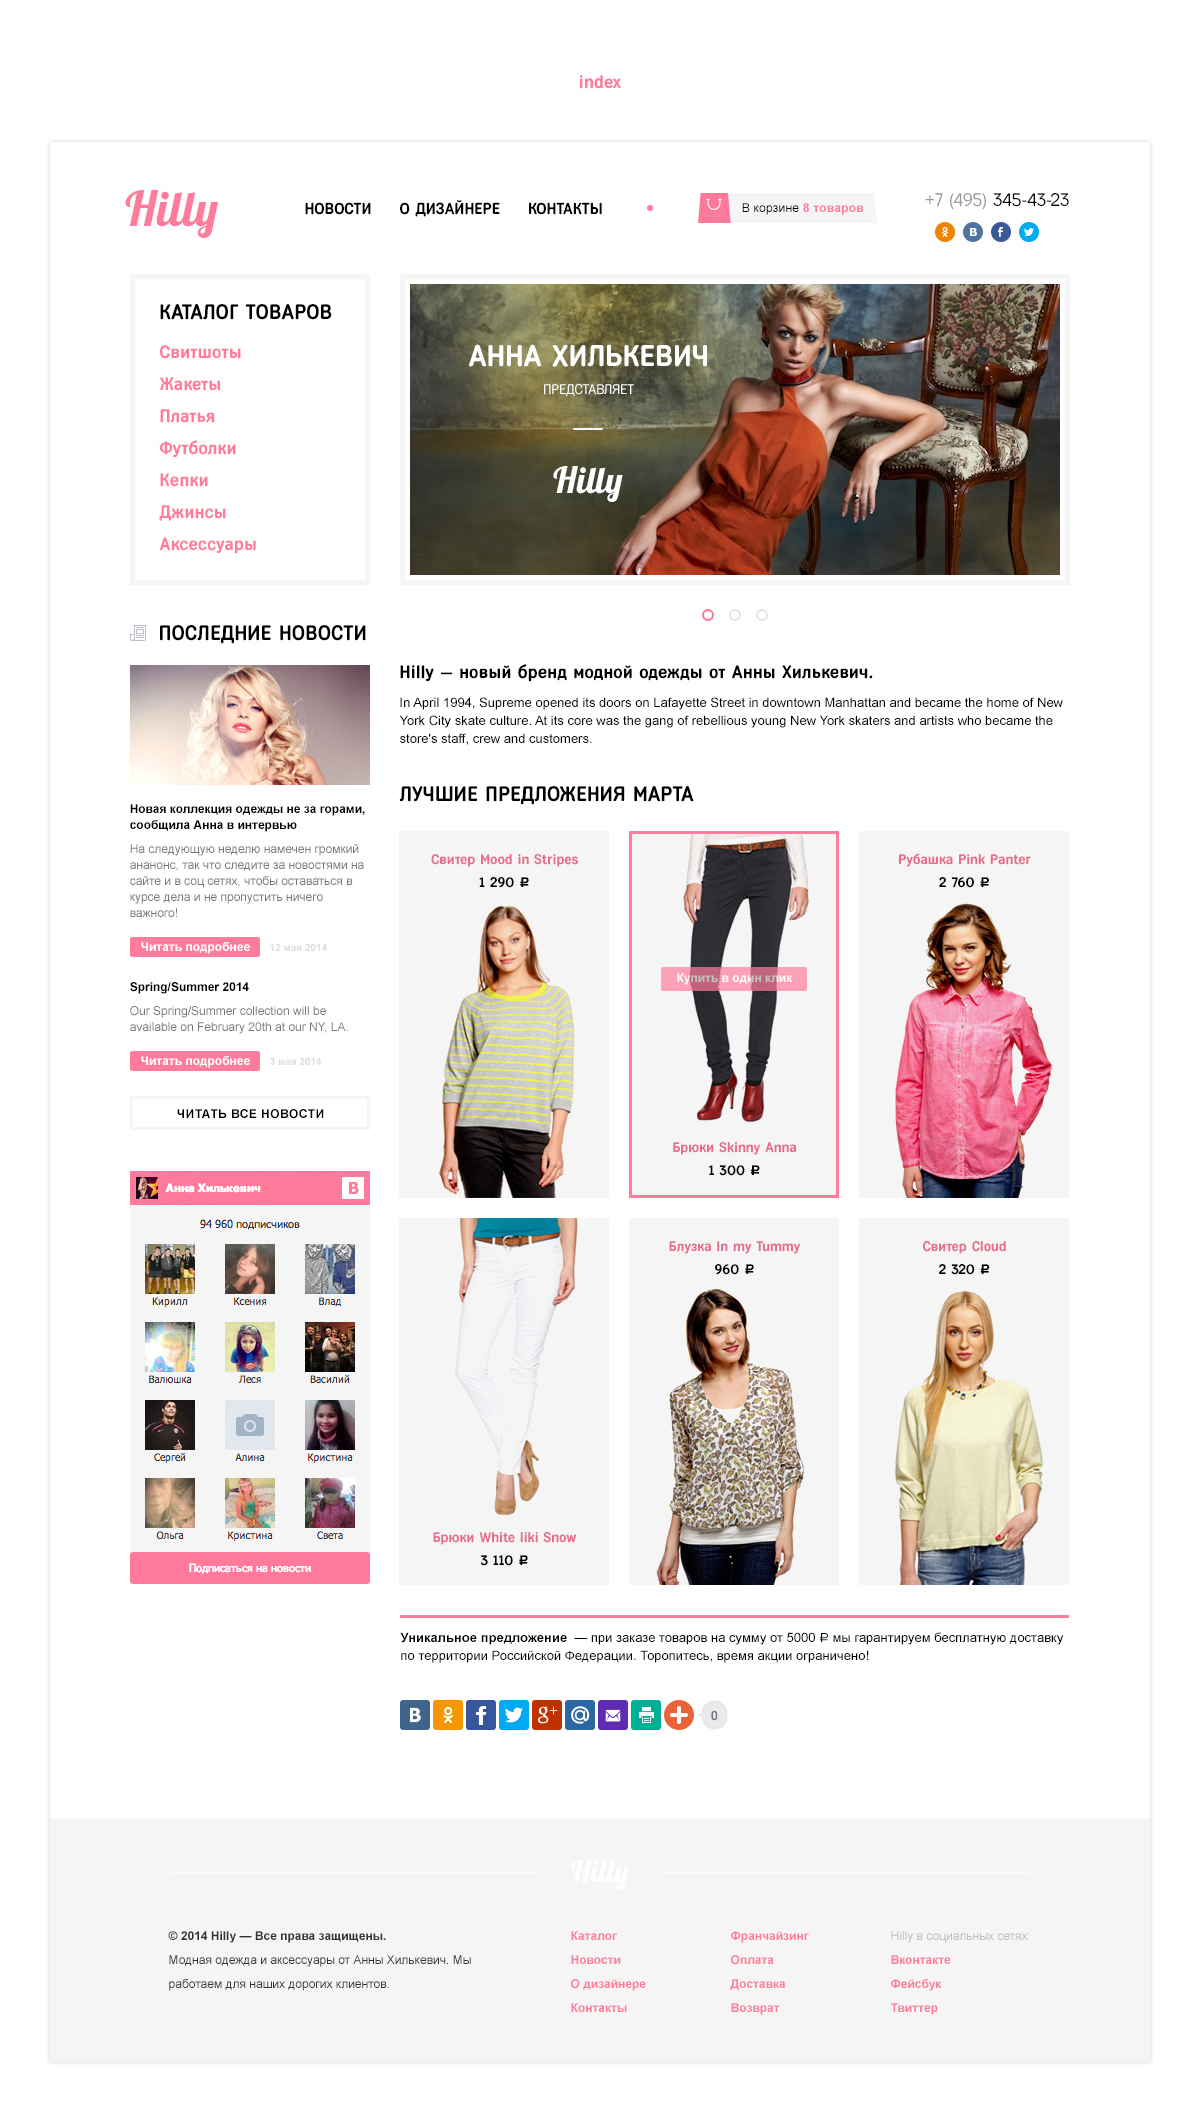 index
Hilly
НОВОСТИ
О ДИЗАЙНЕРЕ
КОНТАКТЫ
В корзине 8 товаров
+7 (495) 345-43-23
КАТАЛОГ ТОВАРОВ
Свитшоты
Жакеты
Платья
Футболки
Кепки
Джинсы
Аксессуары
АННА ХИЛЬКЕВИЧ
ПРЕДСТАВЛЯЕТ
Hilly
ПОСЛЕДНИЕ НОВОСТИ
Новая коллекция одежды не за горами,
сообщила Анна в интервью
На следующую неделю намечен громкий
ананонс, так что следите за новостями на
сайте и в соц сетях, чтобы оставаться в
курсе дела и не пропустить ничего
важного!
Читать подробнее
12 мая 2014
Spring/Summer 2014
Our Spring/Summer collection will be
available on February 20th at our NY, LA.
Читать подробнее
3 мая 2014
ЧИТАТЬ ВСЕ НОВОСТИ
Анна Хилькевич
В
94 960 подписчиков
Кирилл
Ксения
Влад
Валюшка
Леся
Василий
Сергей
Алина
Кристина
Ольга
Кристина
Света
Подписаться на новости
Hilly — новый бренд модной одежды от Анны Хилькевич.
In April 1994, Supreme opened its doors on Lafayette Street in downtown Manhattan and became the home of New
York City skate culture. At its core was the gang of rebellious young New York skaters and artists who became the
store's staff, crew and customers.
ЛУЧШИЕ ПРЕДЛОЖЕНИЯ МАРТА
Свитер Mood in Stripes
1 290 ₽
Купить в один клик
Брюки Skinny Anna
1 300 ₽
Рубашка Pink Panter
2 760 ₽
Брюки White liki Snow
3 110 ₽
Блузка In my Tummy
960 ₽
Свитер Cloud
2 320 ₽
Уникальное предложение — при заказе товаров на сумму от 5000 ₽ мы гарантируем бесплатную доставку
по территории Российской Федерации. Торопитесь, время акции ограничено!
0
Hilly
© 2014 Hilly — Все права защищены.
Модная одежда и аксессуары от Анны Хилькевич. Мы
работаем для наших дорогих клиентов.
Каталог
Новости
О дизайнере
Контакты
Франчайзинг
Оплата
Доставка
Возврат
Hilly в социальных сетях:
Вконтакте
Фейсбук
Твиттер